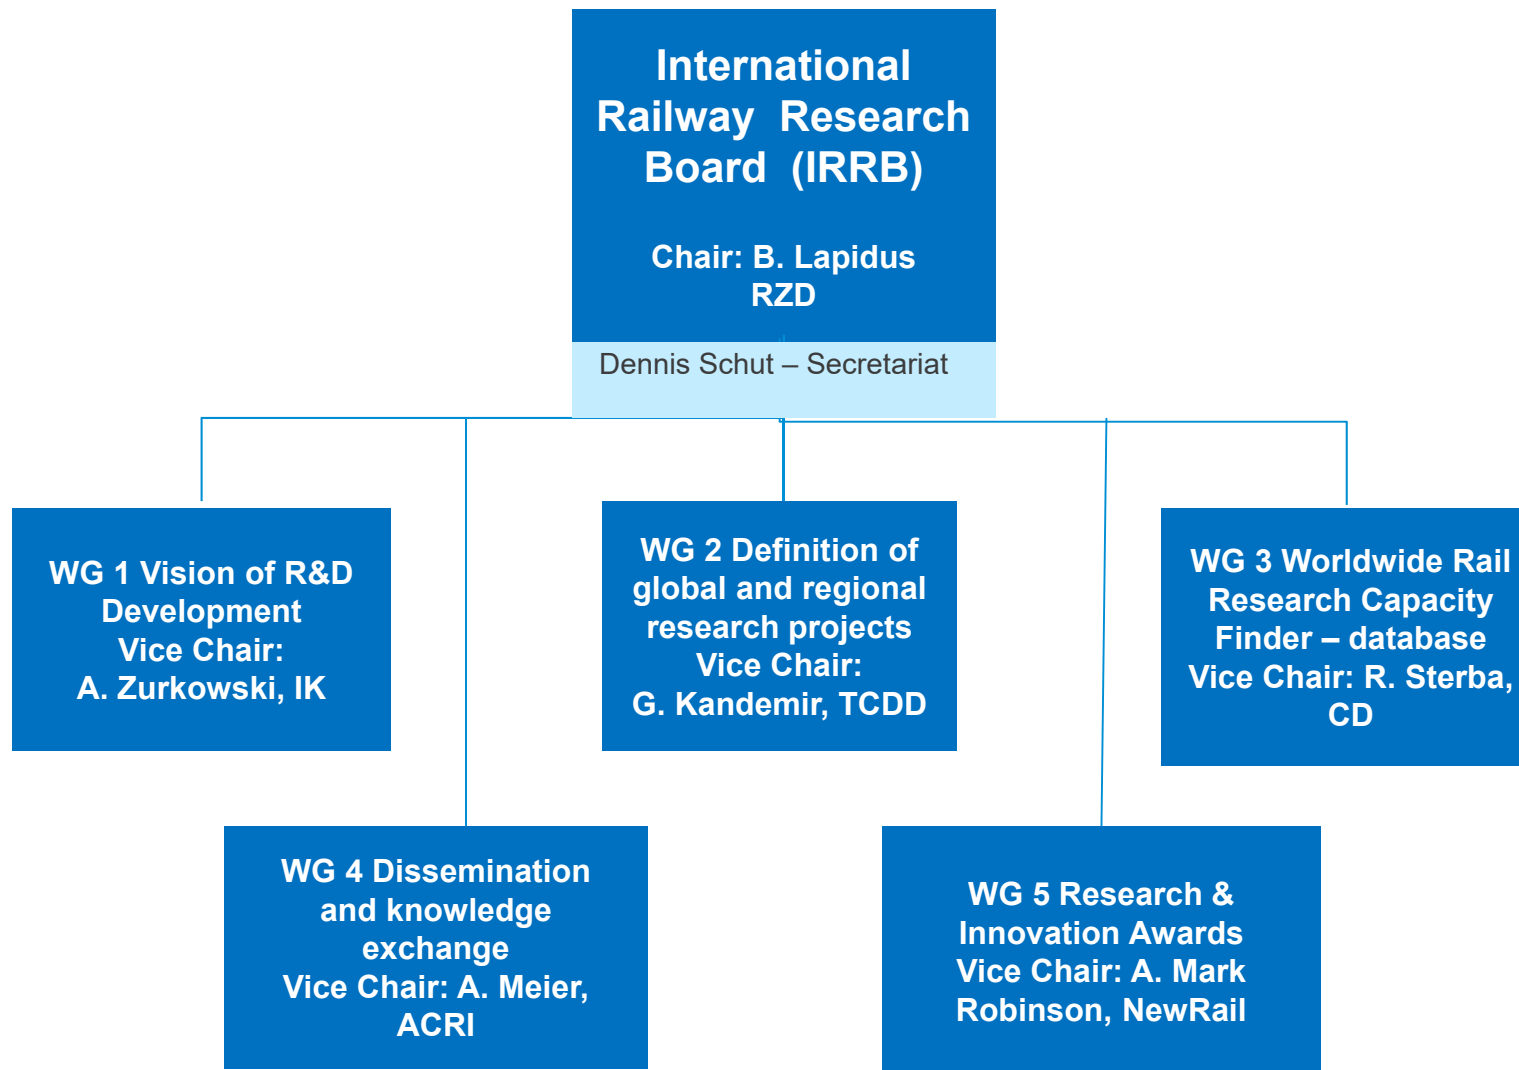 International
Railway Research
Board (IRRB)
Chair: B. Lapidus
RZD
Dennis Schut – Secretariat
WG 1 Vision of R&D
Development
Vice Chair:
A. Zurkowski, IK
WG 2 Definition of
global and regional
research projects
Vice Chair:
G. Kandemir, TCDD
WG 3 Worldwide Rail
Research Capacity
Finder – database
Vice Chair: R. Sterba,
CD
WG 4 Dissemination
and knowledge
exchange
Vice Chair: A. Meier,
ACRI
WG 5 Research &
Innovation Awards
Vice Chair: A. Mark
Robinson, NewRail